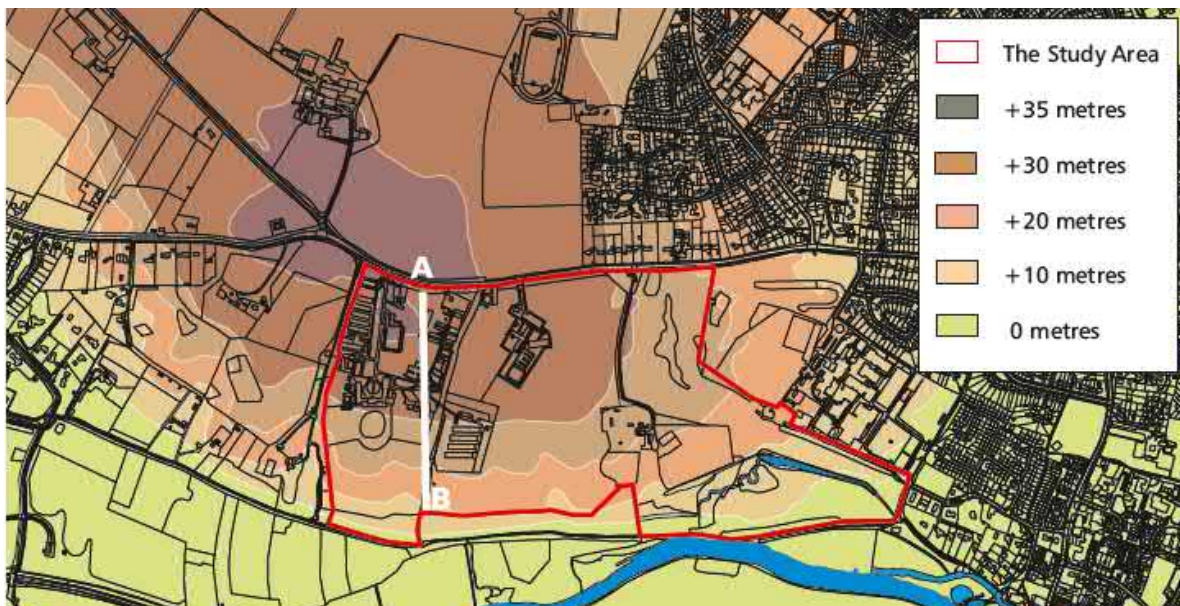 A
B
The Study Area
+35 metres
+30 metres
+20 metres
+10 metres
0 metres